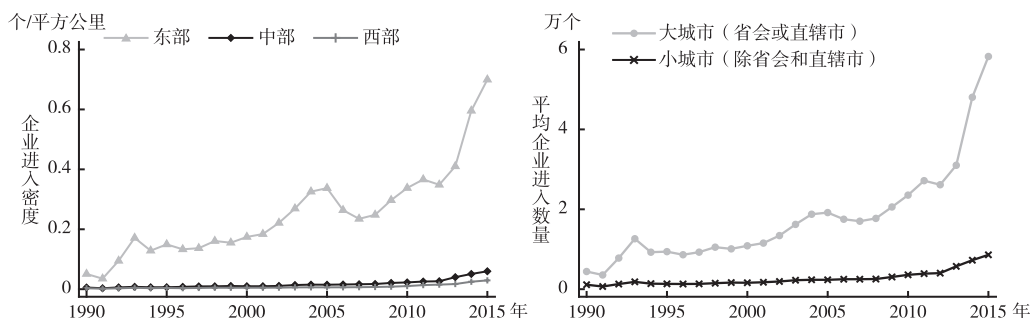 个/平方公里
东部 中部 西部
0.8
0.6
0.4
0.2
0
企业进入密度
1990 1995 2000 2005 2010 2015 年
万个
大城市（省会或直辖市）
小城市（除省会和直辖市）
6
4
2
0
平均企业进入数量
1990 1995 2000 2005 2010 2015 年